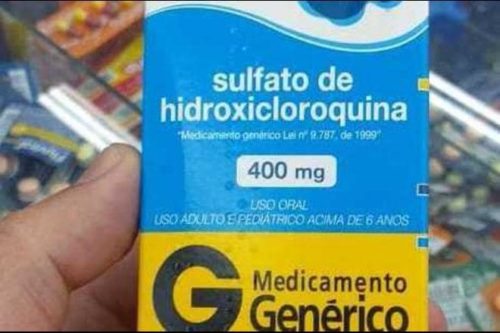 sulfato de
hidroxicloroquina
"Medicamento genérico Lei nº 9.787, de 1999"
400 mg
USO ORAL
USO ADULTO E PEDIÁTRICO ACIMA DE 6 ANOS
G Medicamento
Genérico